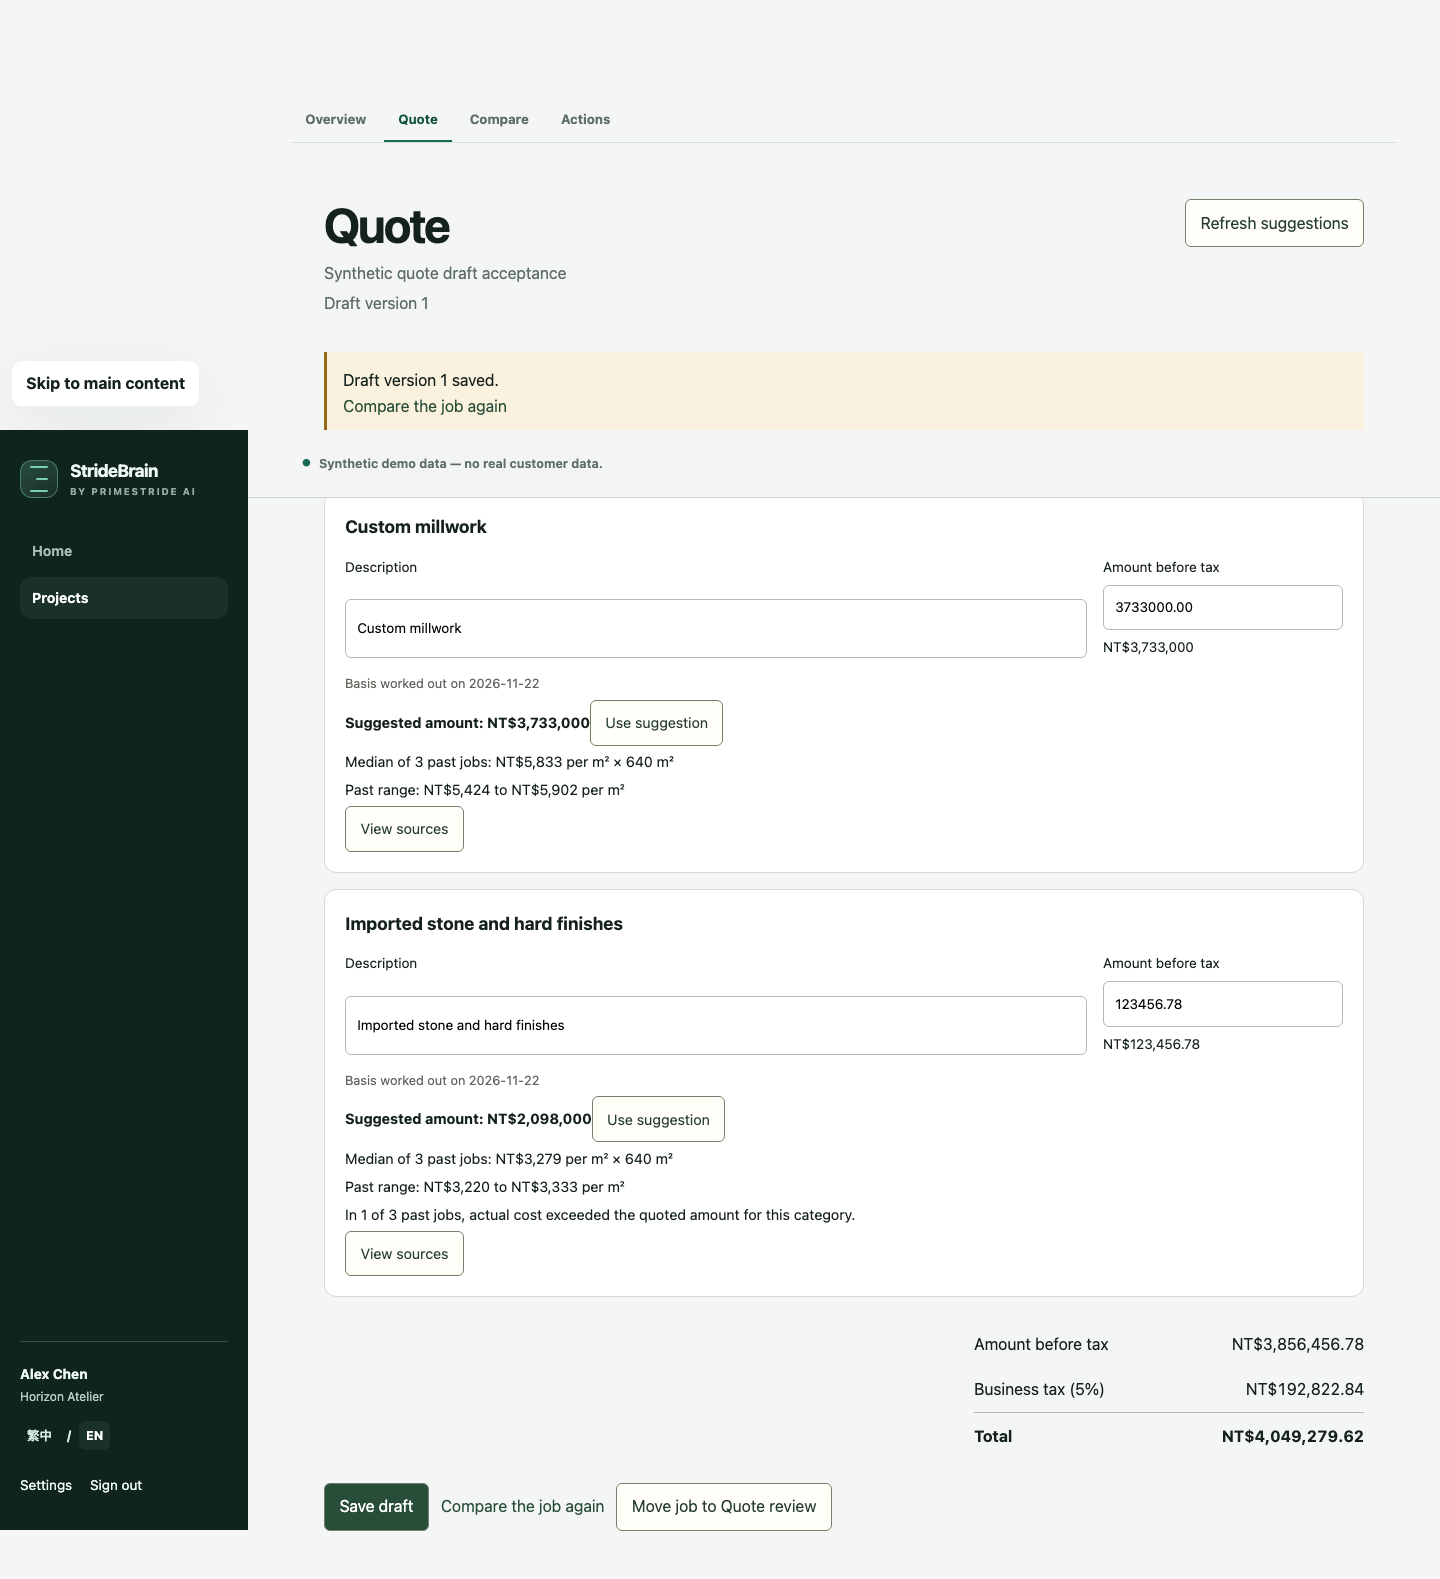 Overview
Quote
Compare
Actions
Quote
Refresh suggestions
Synthetic quote draft acceptance
Draft version 1
Skip to main content
Draft version 1 saved.
Compare the job again
StrideBrain
BY PRIMESTRIDE AI
Home
Projects
Synthetic demo data — no real customer data.
Custom millwork
Description
Amount before tax
Custom millwork
3733000.00
NT$3,733,000
Basis worked out on 2026-11-22
Suggested amount: NT$3,733,000
Use suggestion
Median of 3 past jobs: NT$5,833 per m² × 640 m²
Past range: NT$5,424 to NT$5,902 per m²
View sources
Imported stone and hard finishes
Description
Amount before tax
Imported stone and hard finishes
123456.78
NT$123,456.78
Basis worked out on 2026-11-22
Suggested amount: NT$2,098,000
Use suggestion
Median of 3 past jobs: NT$3,279 per m² × 640 m²
Past range: NT$3,220 to NT$3,333 per m²
In 1 of 3 past jobs, actual cost exceeded the quoted amount for this category.
View sources
Amount before tax NT$3,856,456.78
Business tax (5%) NT$192,822.84
Total NT$4,049,279.62
Alex Chen
Horizon Atelier
繁中 / EN
Settings Sign out
Save draft
Compare the job again
Move job to Quote review